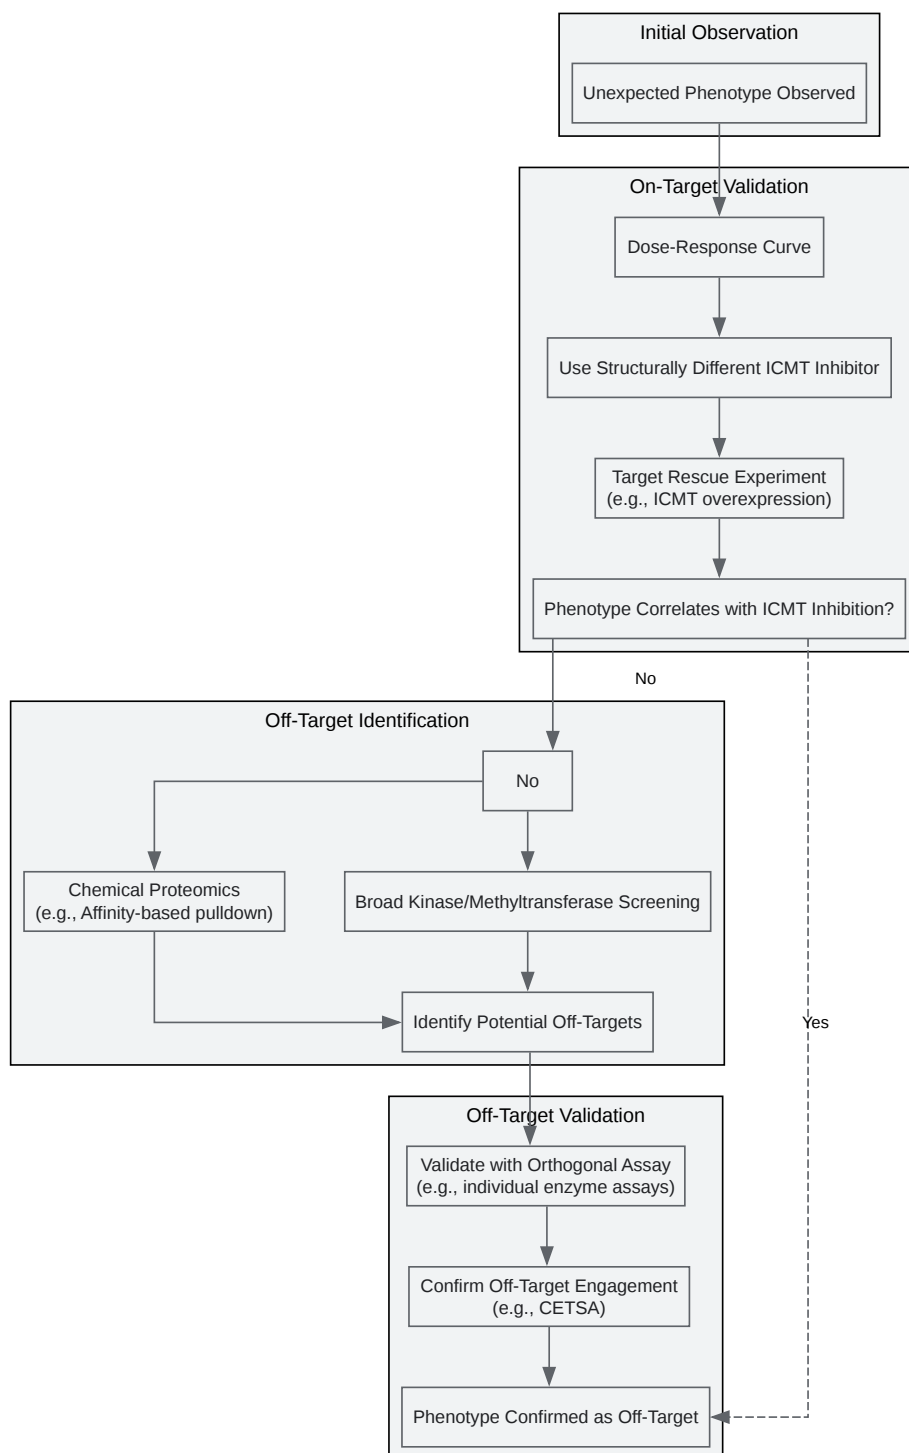 Initial Observation
Unexpected Phenotype Observed
On-Target Validation
Dose-Response Curve
Use Structurally Different ICMT Inhibitor
Target Rescue Experiment
(e.g., ICMT overexpression)
Phenotype Correlates with ICMT Inhibition?
No
Off-Target Identification
No
Chemical Proteomics
(e.g., Affinity-based pulldown)
Broad Kinase/Methyltransferase Screening
Identify Potential Off-Targets
Yes
Off-Target Validation
Validate with Orthogonal Assay
(e.g., individual enzyme assays)
Confirm Off-Target Engagement
(e.g., CETSA)
Phenotype Confirmed as Off-Target